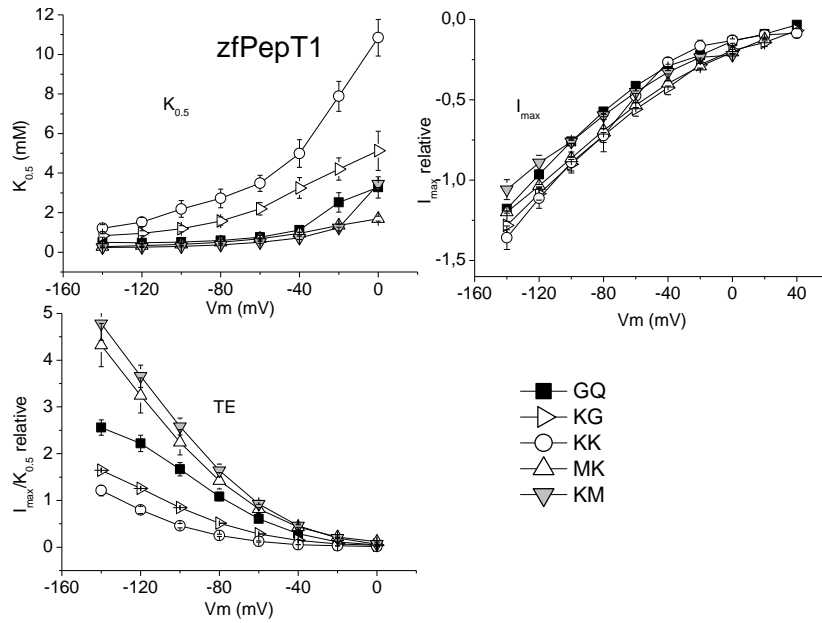 zfPepT1
K0.5
K0.5 (mM)
12
10
8
6
4
2
0
-160
-120
-80
-40
0
Vm (mV)
Imax
Imax relative
0,0
-0,5
-1,0
-1,5
-160
-120
-80
-40
0
40
Vm (mV)
TE
Imax/K0.5 relative
5
4
3
2
1
0
-160
-120
-80
-40
0
Vm (mV)
GQ
KG
KK
MK
KM